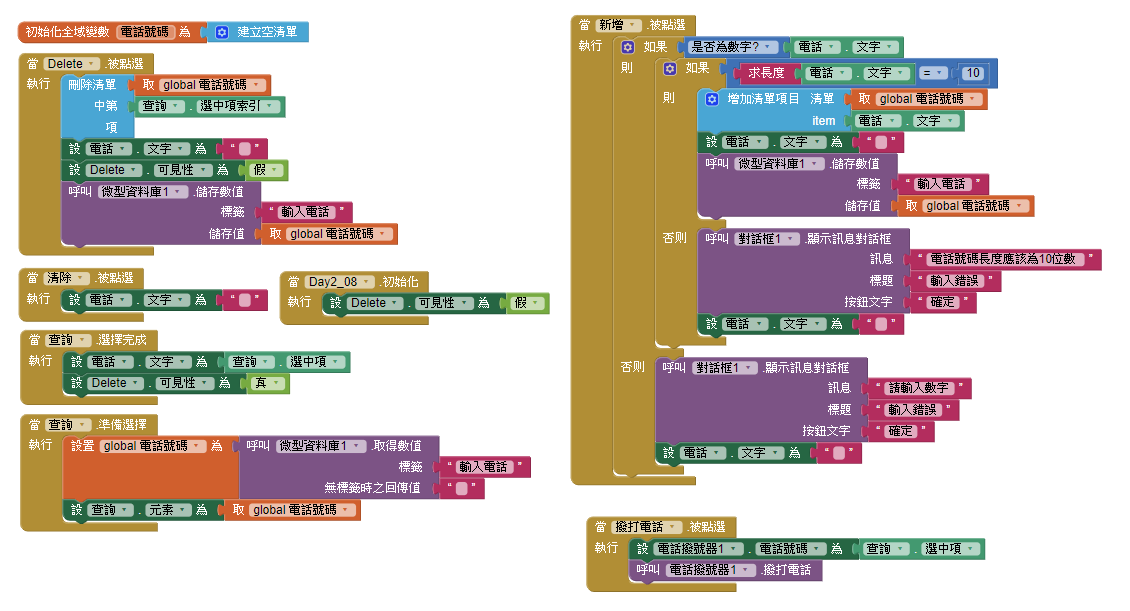 初始化全域變數 電話號碼 為 建立空清單
當 Delete .被點選
執行 刪除清單 取 global 電話號碼
中第 查詢 . 選中項索引
項
設 電話 . 文字 為 “ ”
設 Delete . 可見性 為 假
呼叫 微型資料庫1 .儲存數值
標籤 “ 輸入電話 ”
儲存值 取 global 電話號碼
當 清除 .被點選
執行 設 電話 . 文字 為 “ ”
當 Day2_08 .初始化
執行 設 Delete . 可見性 為 假
當 查詢 .選擇完成
執行 設 電話 . 文字 為 查詢 . 選中項
設 Delete . 可見性 為 真
當 查詢 .準備選擇
執行 設置 global 電話號碼 為 呼叫 微型資料庫1 .取得數值
標籤 “ 輸入電話 ”
無標籤時之回傳值 “ ”
設 查詢 . 元素 為 取 global 電話號碼
當 新增 .被點選
執行 如果 是否為數字? 電話 . 文字
則 如果 求長度 電話 . 文字 = 10
則 增加清單項目 清單 取 global 電話號碼
item 電話 . 文字
設 電話 . 文字 為 “ ”
呼叫 微型資料庫1 .儲存數值
標籤 “ 輸入電話 ”
儲存值 取 global 電話號碼
否則 呼叫 對話框1 .顯示訊息對話框
訊息 “ 電話號碼長度應該為10位數 ”
標題 “ 輸入錯誤 ”
按鈕文字 “ 確定 ”
設 電話 . 文字 為 “ ”
否則 呼叫 對話框1 .顯示訊息對話框
訊息 “ 請輸入數字 ”
標題 “ 輸入錯誤 ”
按鈕文字 “ 確定 ”
設 電話 . 文字 為 “ ”
當 撥打電話 .被點選
執行 設 電話撥號器1 . 電話號碼 為 查詢 . 選中項
呼叫 電話撥號器1 .撥打電話